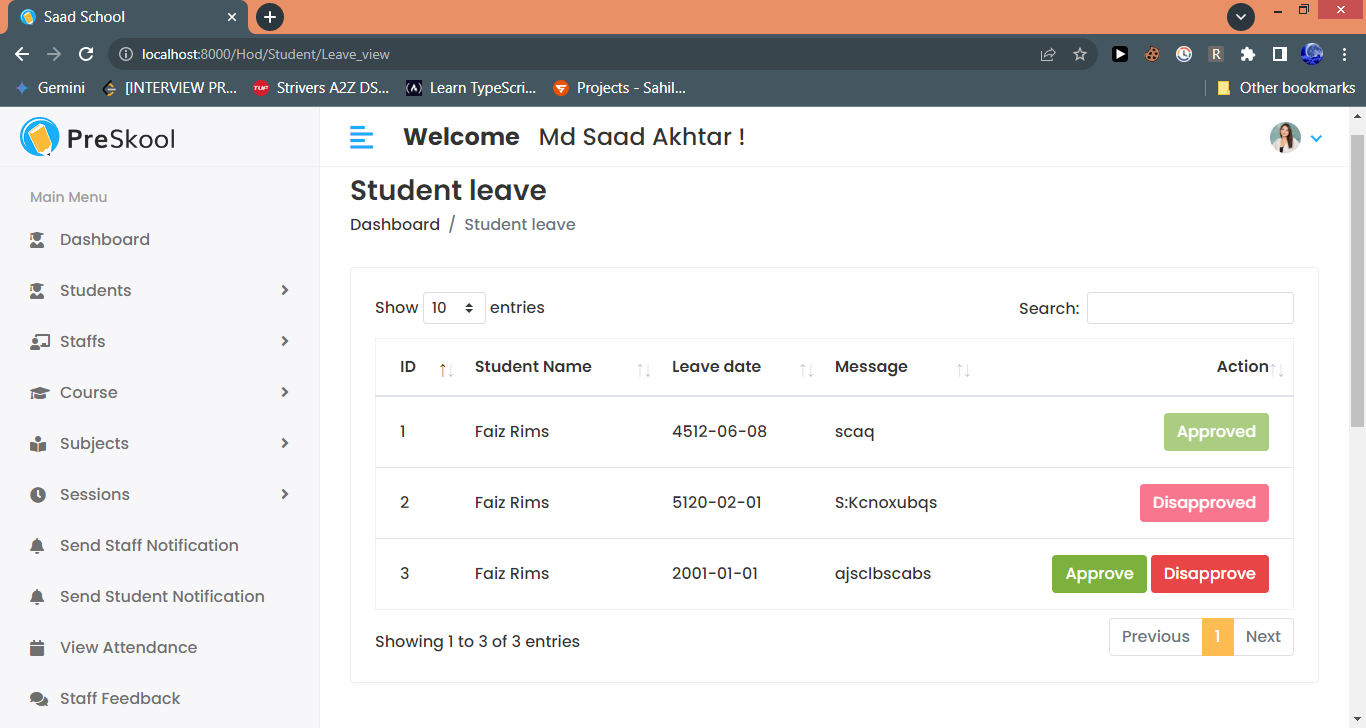 Saad School
localhost:8000/Hod/Student/Leave_view
Gemini [INTERVIEW PR... TUF Strivers A2Z DS... Learn TypeScri... Projects - Sahil... Other bookmarks
PreSkool
Welcome Md Saad Akhtar !
Main Menu
Dashboard
Students
Staffs
Course
Subjects
Sessions
Send Staff Notification
Send Student Notification
View Attendance
Staff Feedback
Student leave
Dashboard / Student leave
Show 10 entries Search:
ID Student Name Leave date Message Action
1 Faiz Rims 4512-06-08 scaq Approved
2 Faiz Rims 5120-02-01 S:Kcnoxubqs Disapproved
3 Faiz Rims 2001-01-01 ajsclbscabs Approve Disapprove
Showing 1 to 3 of 3 entries Previous 1 Next